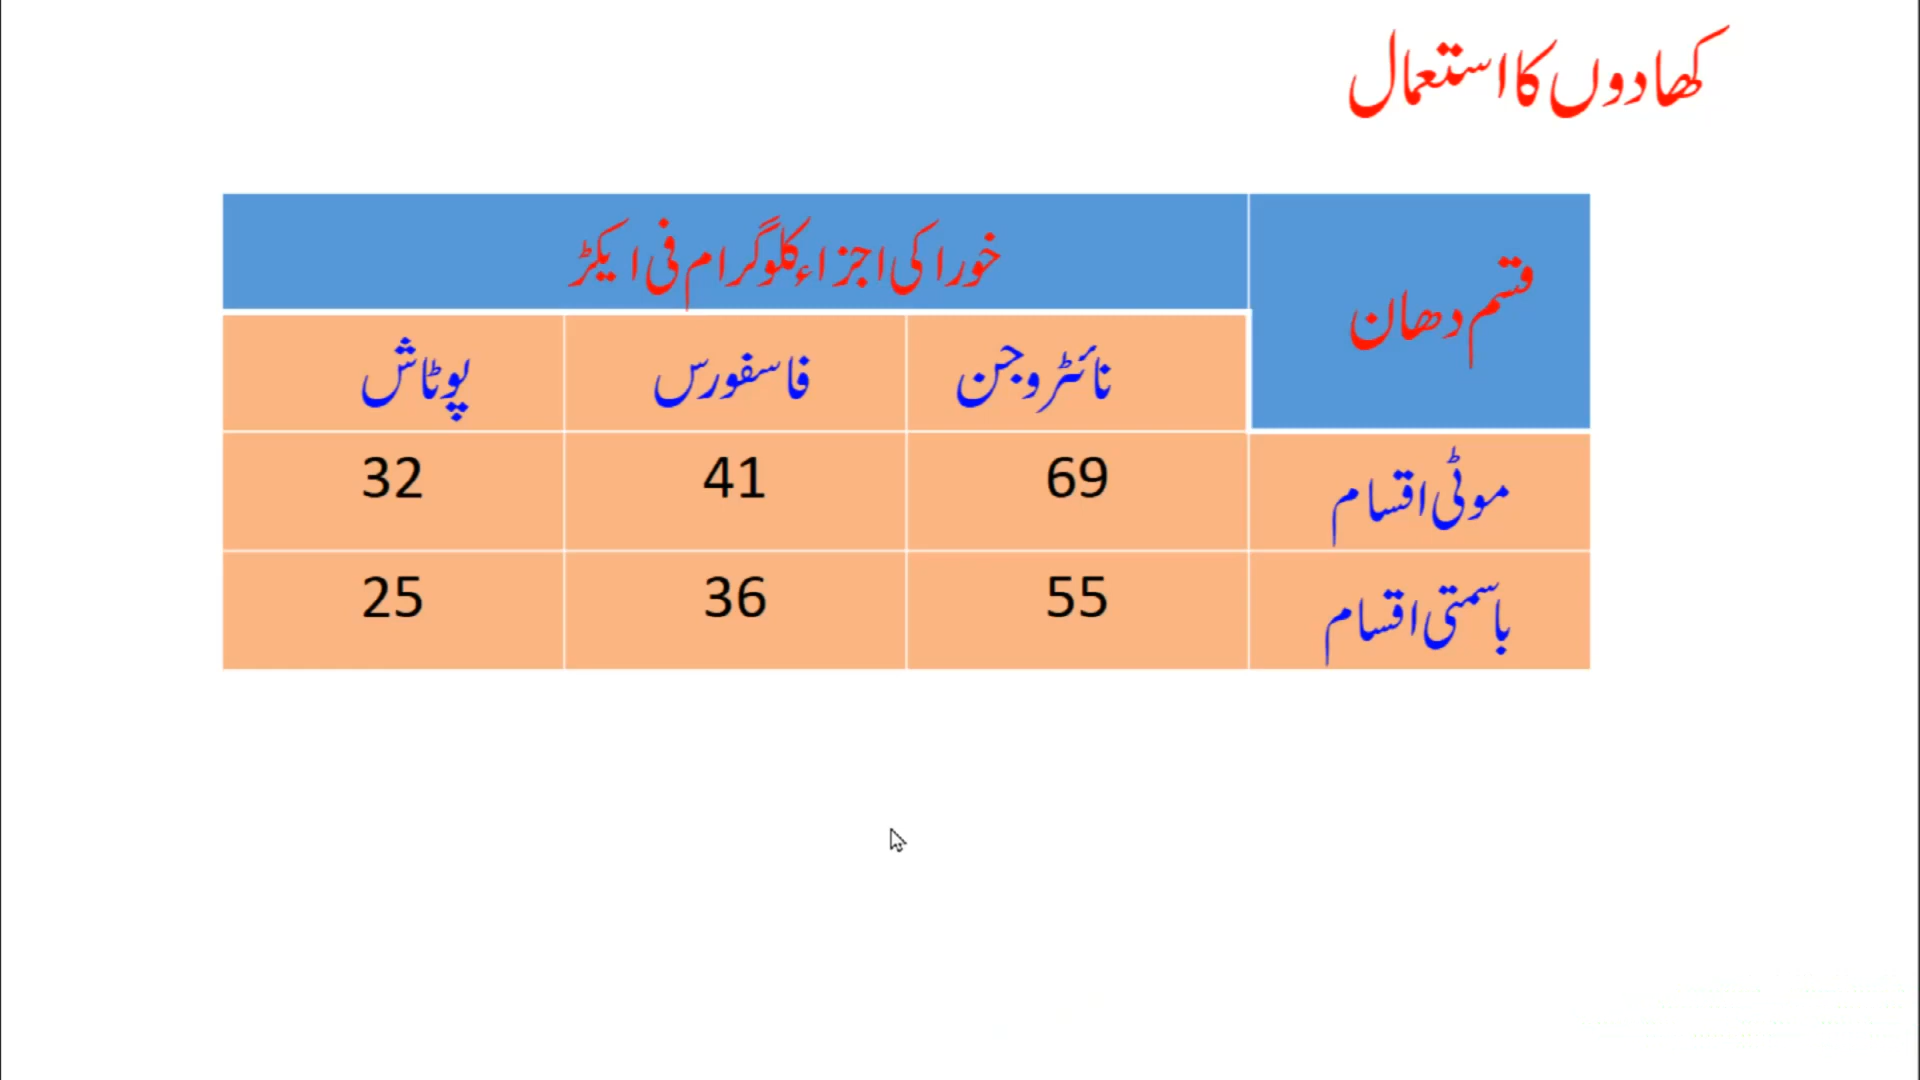 کھادوں کا استعمال
قسم دھان
خوراکی اجزاء کلوگرام فی ایکڑ
نائٹروجن فاسفورس پوٹاش
موٹی اقسام 69 41 32
باسمتی اقسام 55 36 25